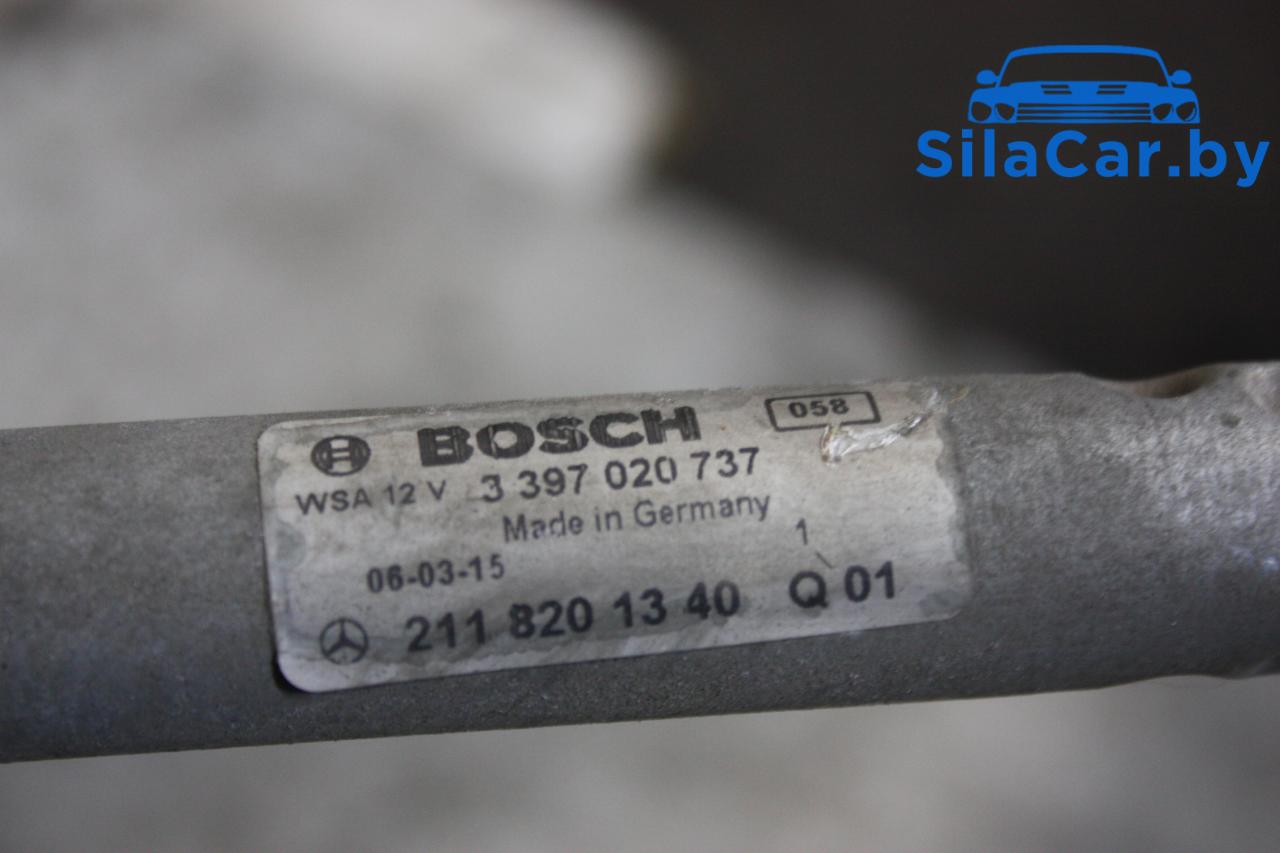 SilaCar.by
BOSCH 058
WSA 12 V 3 397 020 737
Made in Germany
06-03-15 1
211 820 13 40 Q 01